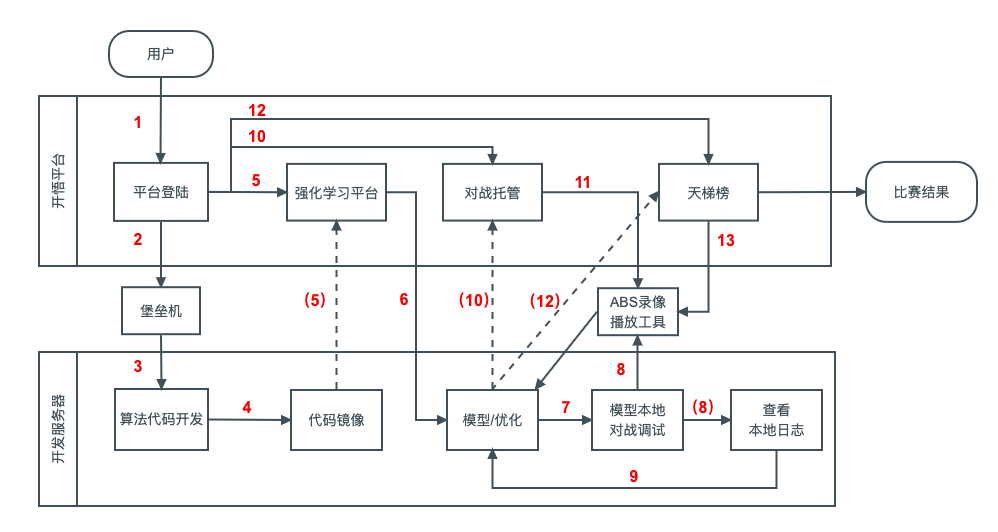 用户
1
12
10
开悟平台
平台登陆
5
强化学习平台
对战托管
11
天梯榜
比赛结果
2
13
堡垒机
(5)
6
(10)
(12)
ABS录像
播放工具
3
8
开发服务器
算法代码开发
4
代码镜像
模型/优化
7
模型本地
对战调试
(8)
查看
本地日志
9